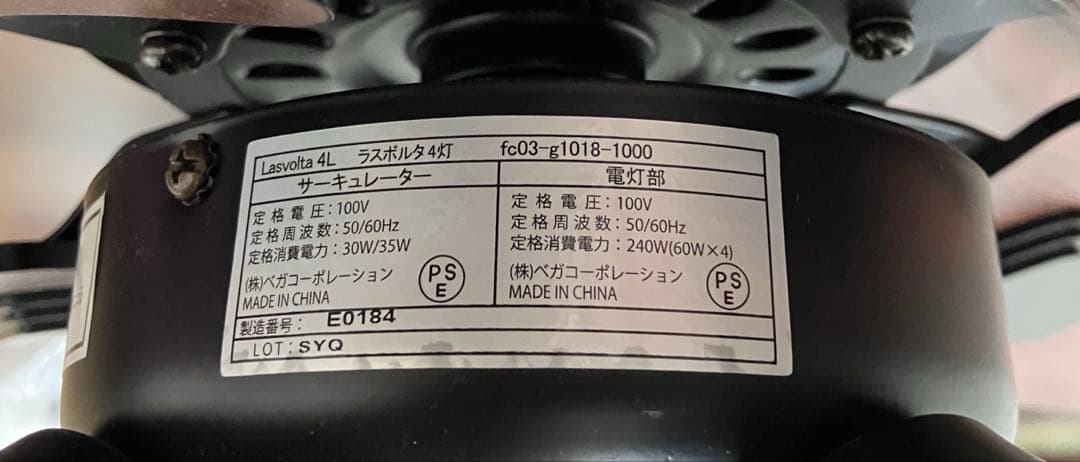 Lasvolta 4L ラスボルタ4灯 fc03-g1018-1000
サーキュレーター
定格電圧：100V
定格周波数：50/60Hz
定格消費電力：30W/35W
(株)ベガコーポレーション
MADE IN CHINA
PS
E
電灯部
定格電圧：100V
定格周波数：50/60Hz
定格消費電力：240W(60W×4)
(株)ベガコーポレーション
MADE IN CHINA
PS
E
製造番号： E0184
LOT：SYQ